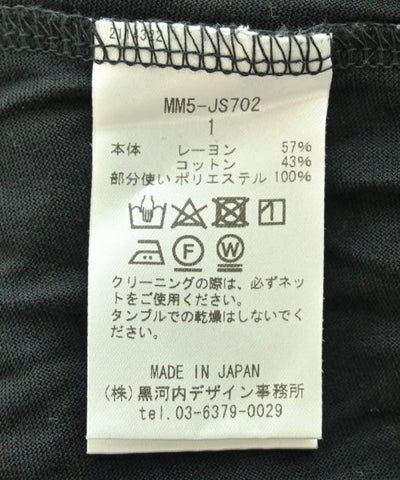 2114392
MM5-JS702
1
本体 レーヨン 57%
コットン 43%
部分使い ポリエステル 100%
F W
クリーニングの際は、必ずネッ
トをご使用ください。
タンブルでの乾燥はしないでく
ださい。
MADE IN JAPAN
(株)黒河内デザイン事務所
tel.03-6379-0029